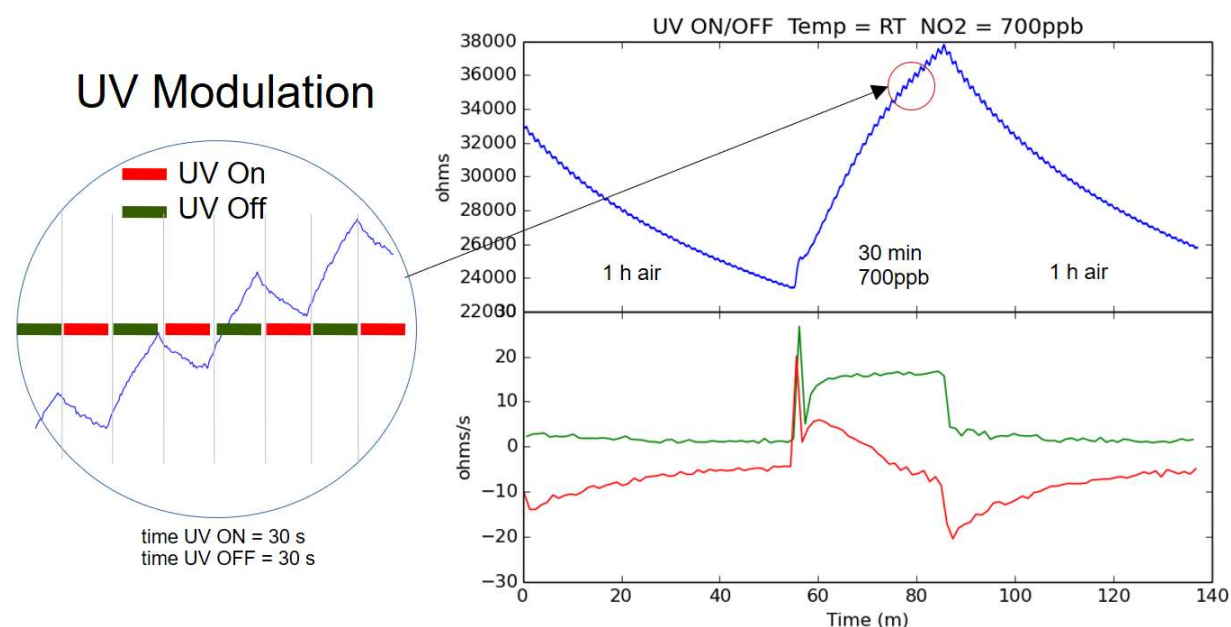 UV Modulation
UV On
UV Off
time UV ON = 30 s
time UV OFF = 30 s
UV ON/OFF Temp = RT NO2 = 700ppb
38000
36000
34000
32000
30000
28000
26000
24000
22000
ohms
1 h air
30 min
700ppb
1 h air
30
20
10
0
−10
−20
−30
ohms/s
0 20 40 60 80 100 120 140
Time (m)